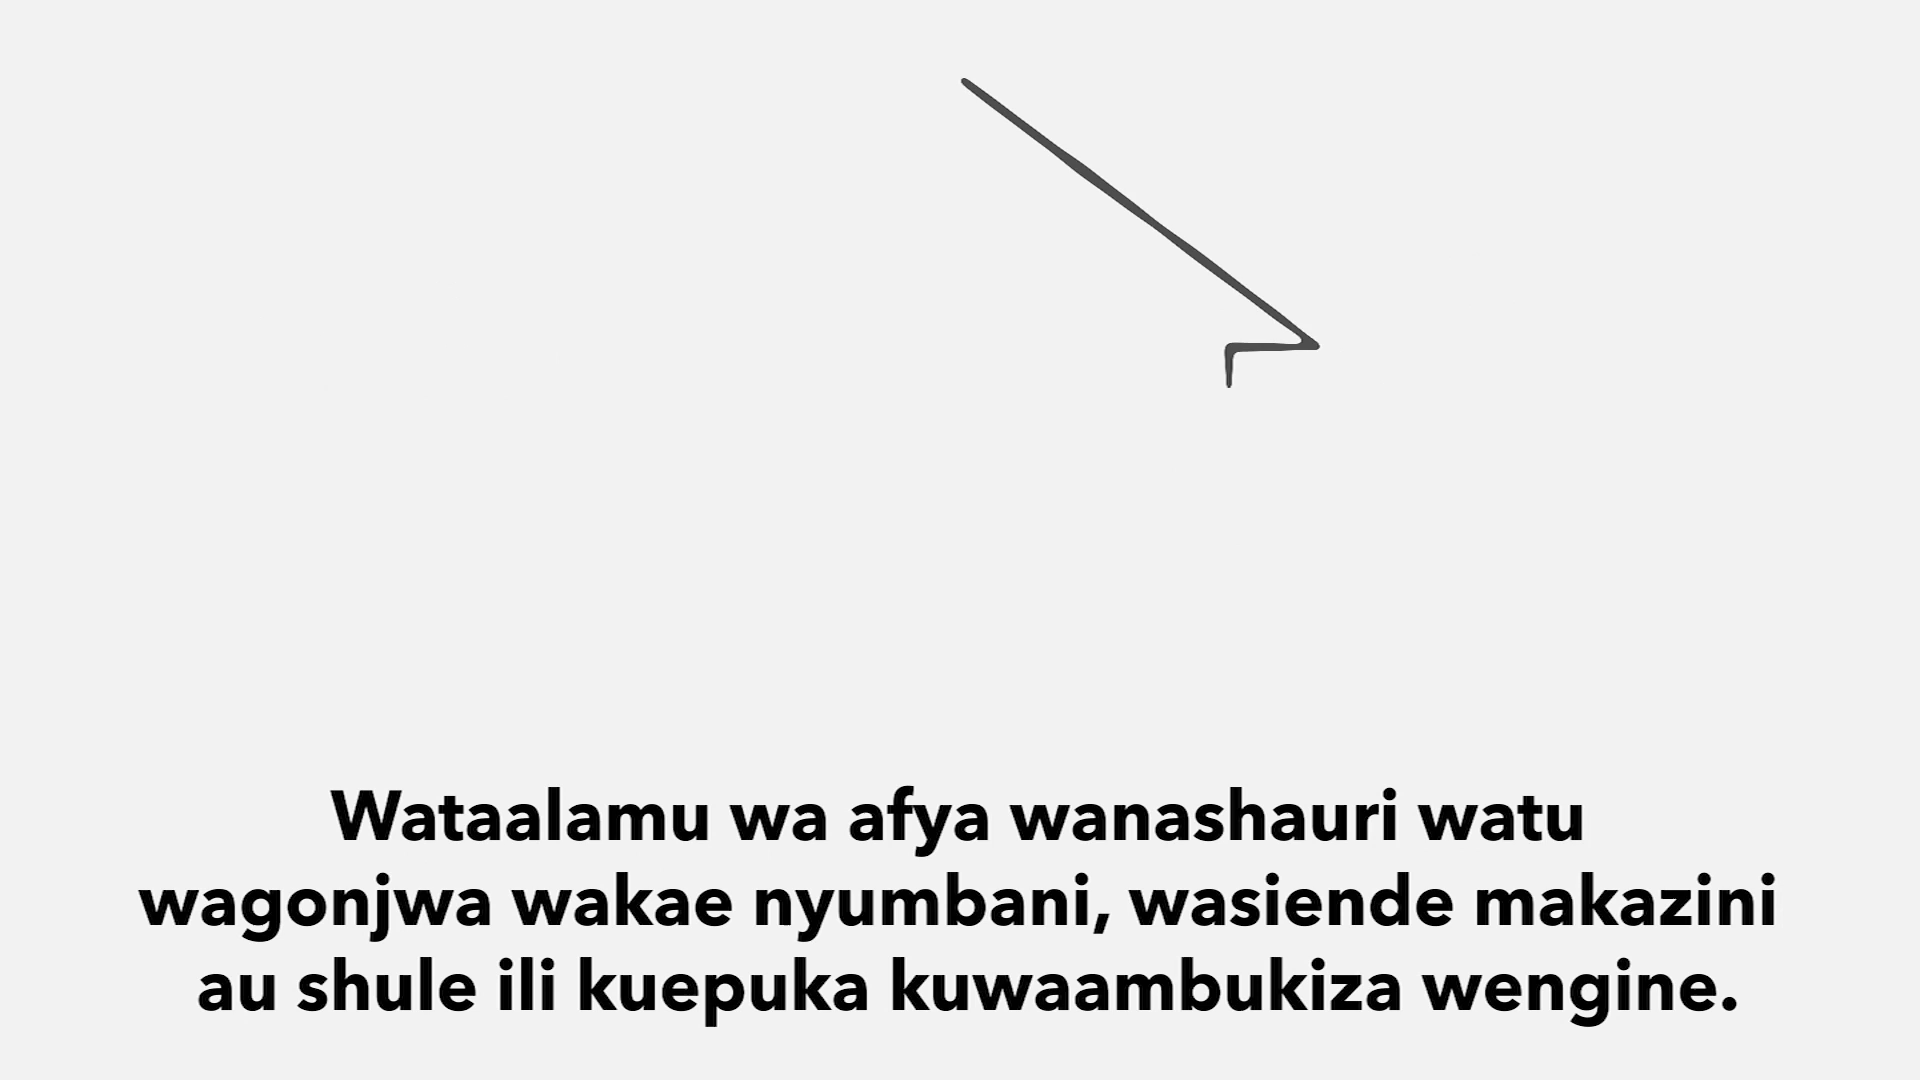 Wataalamu wa afya wanashauri watu
wagonjwa wakae nyumbani, wasiende makazini
au shule ili kuepuka kuwaambukiza wengine.